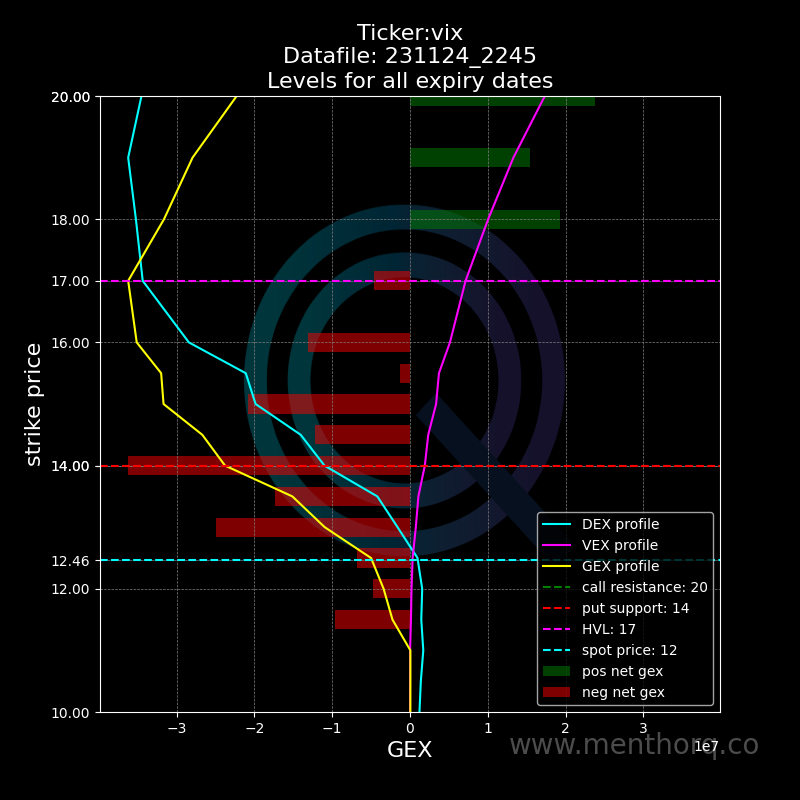 Ticker:vix
Datafile: 231124_2245
Levels for all expiry dates
20.00
18.00
17.00
16.00
14.00
12.46
12.00
10.00
strike price
DEX profile
VEX profile
GEX profile
call resistance: 20
put support: 14
HVL: 17
spot price: 12
pos net gex
neg net gex
−3 −2 −1 0 1 2 3
1e7
GEX
www.menthorq.co